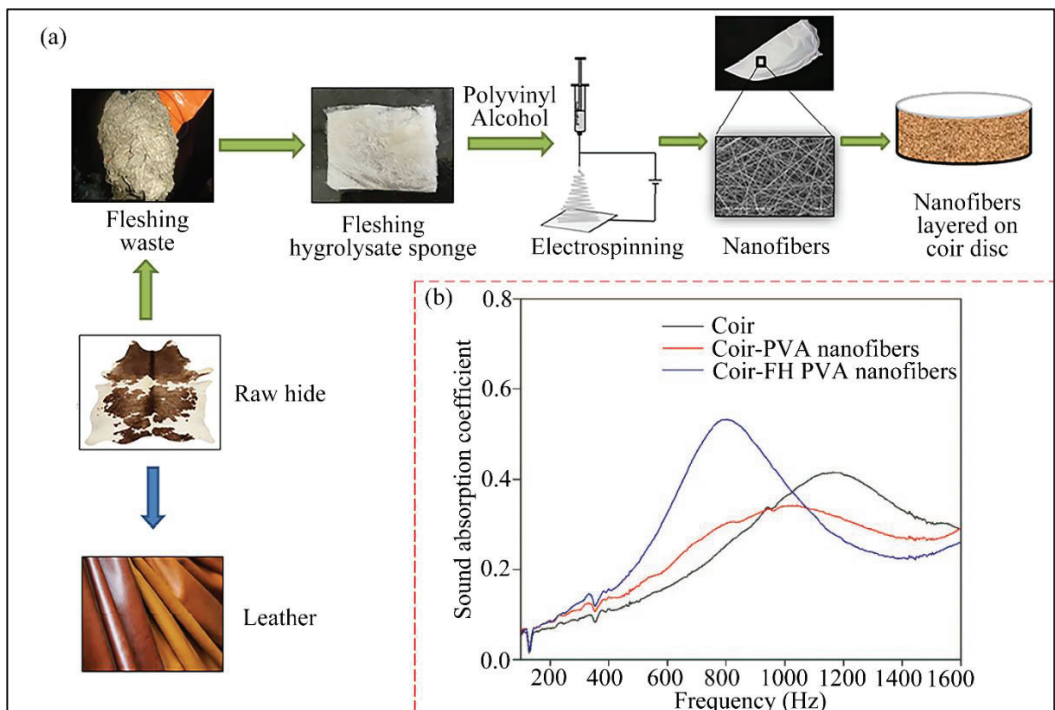 (a)
Polyvinyl
Alcohol
Fleshing
waste
Fleshing
hygrolysate sponge
Electrospinning
Nanofibers
Nanofibers
layered on
coir disc
Raw hide
Leather
(b)
Coir
Coir-PVA nanofibers
Coir-FH PVA nanofibers
Sound absorption coefficient
0.8
0.6
0.4
0.2
0.0
200 400 600 800 1000 1200 1400 1600
Frequency (Hz)